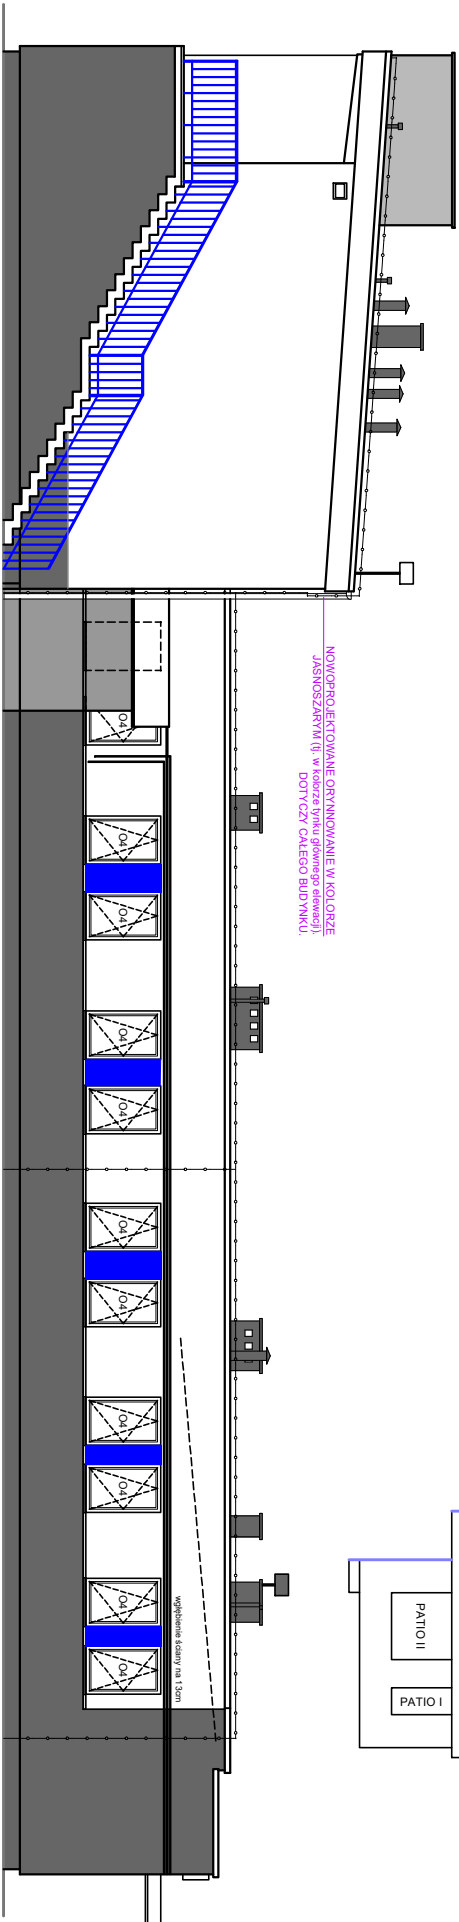 NOWOPROJEKTOWANE ORYNNOWANIE W KOLORZE
JASNOSZARYM (tj. w kolorze tynku głównego elewacji).
DOTYCZY CAŁEGO BUDYNKU.
O4
O4
O4
O4
O4
O4
O4
O4
O4
O4
O4
wgłębienie ściany na 13cm
PATIO II
PATIO I